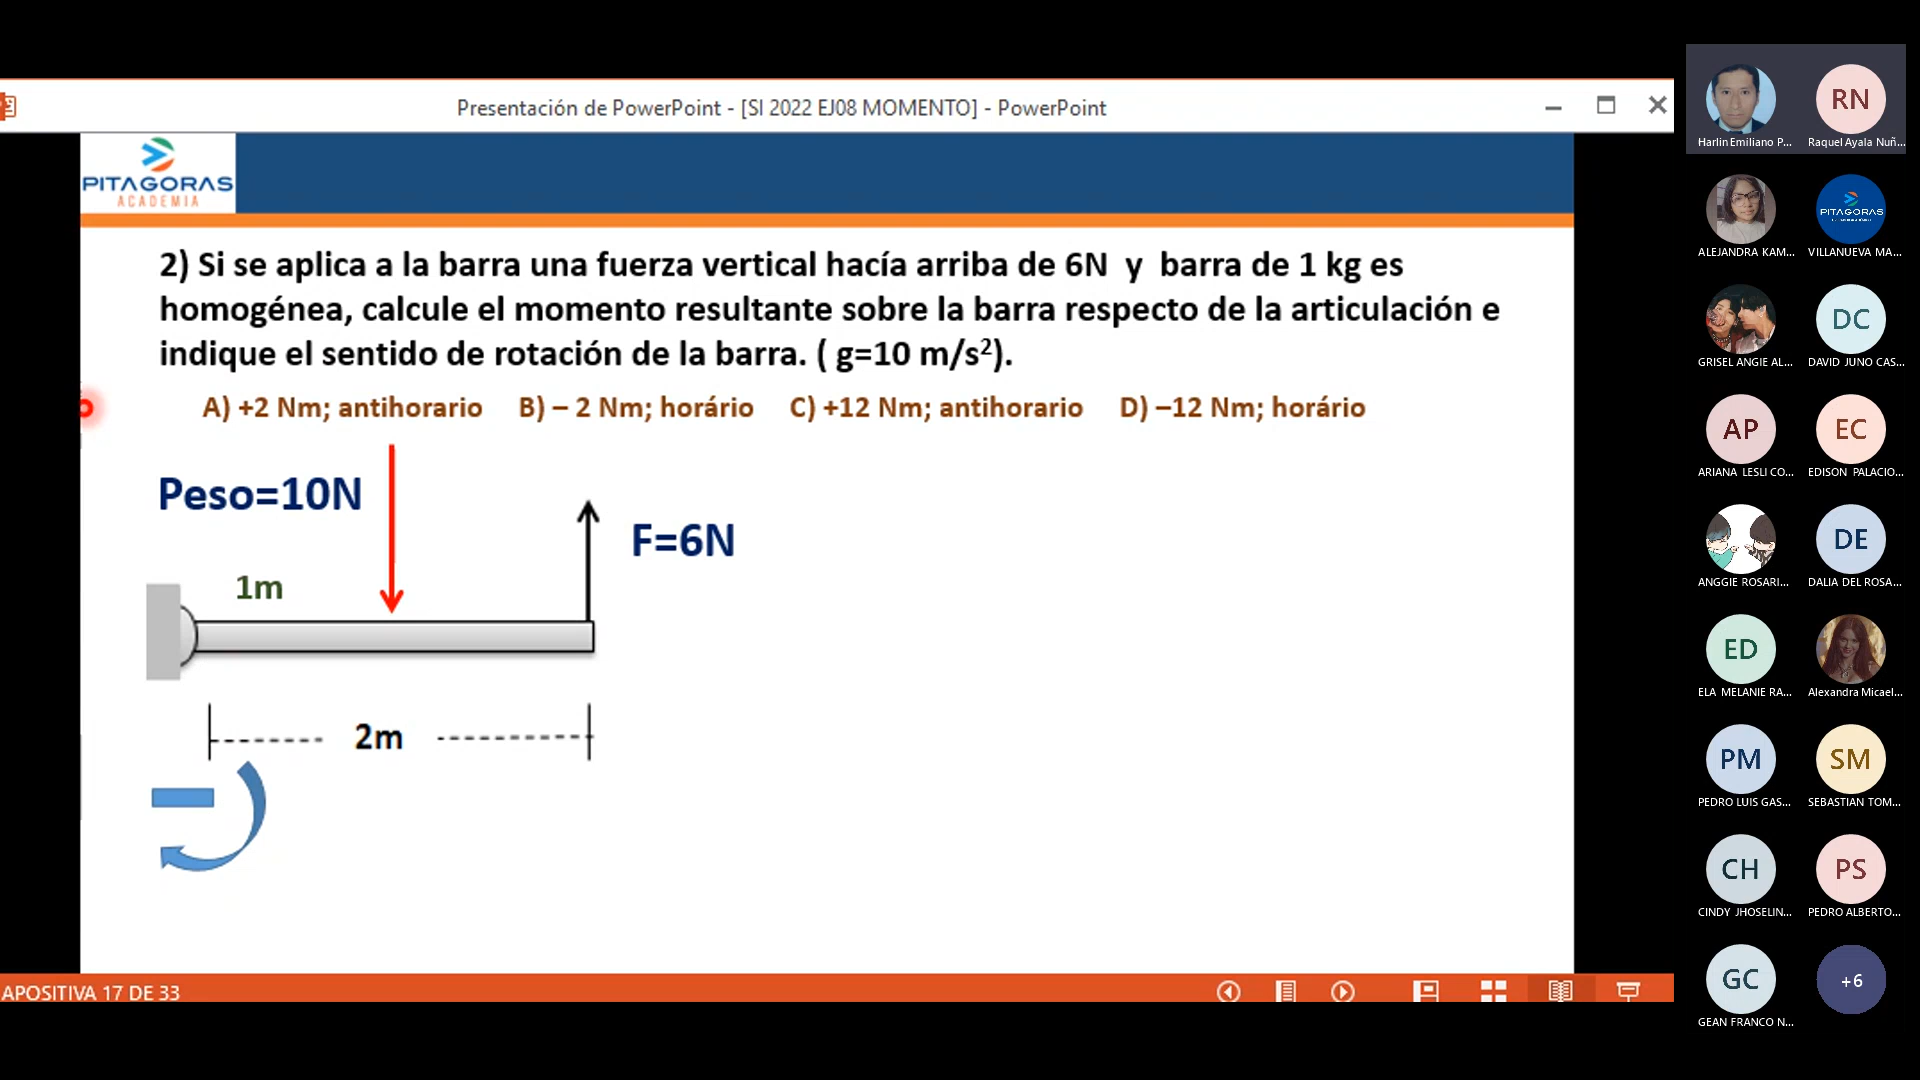 Presentación de PowerPoint - [SI 2022 EJ08 MOMENTO] - PowerPoint
PITAGORAS
ACADEMIA
2) Si se aplica a la barra una fuerza vertical hacía arriba de 6N y barra de 1 kg es
homogénea, calcule el momento resultante sobre la barra respecto de la articulación e
indique el sentido de rotación de la barra. ( g=10 m/s²).
A) +2 Nm; antihorario B) – 2 Nm; horário C) +12 Nm; antihorario D) –12 Nm; horário
Peso=10N
F=6N
1m
2m
APOSITIVA 17 DE 33
Harlin Emiliano P...
RN
Raquel Ayala Nuñ...
ALEJANDRA KAM...
PITAGORAS
VILLANUEVA MA...
GRISEL ANGIE AL...
DC
DAVID JUNO CAS...
AP
ARIANA LESLI CO...
EC
EDISON PALACIO...
ANGGIE ROSARI...
DE
DALIA DEL ROSA...
ED
ELA MELANIE RA...
Alexandra Micael...
PM
PEDRO LUIS GAS...
SM
SEBASTIAN TOM...
CH
CINDY JHOSELIN...
PS
PEDRO ALBERTO...
GC
GEAN FRANCO N...
+6